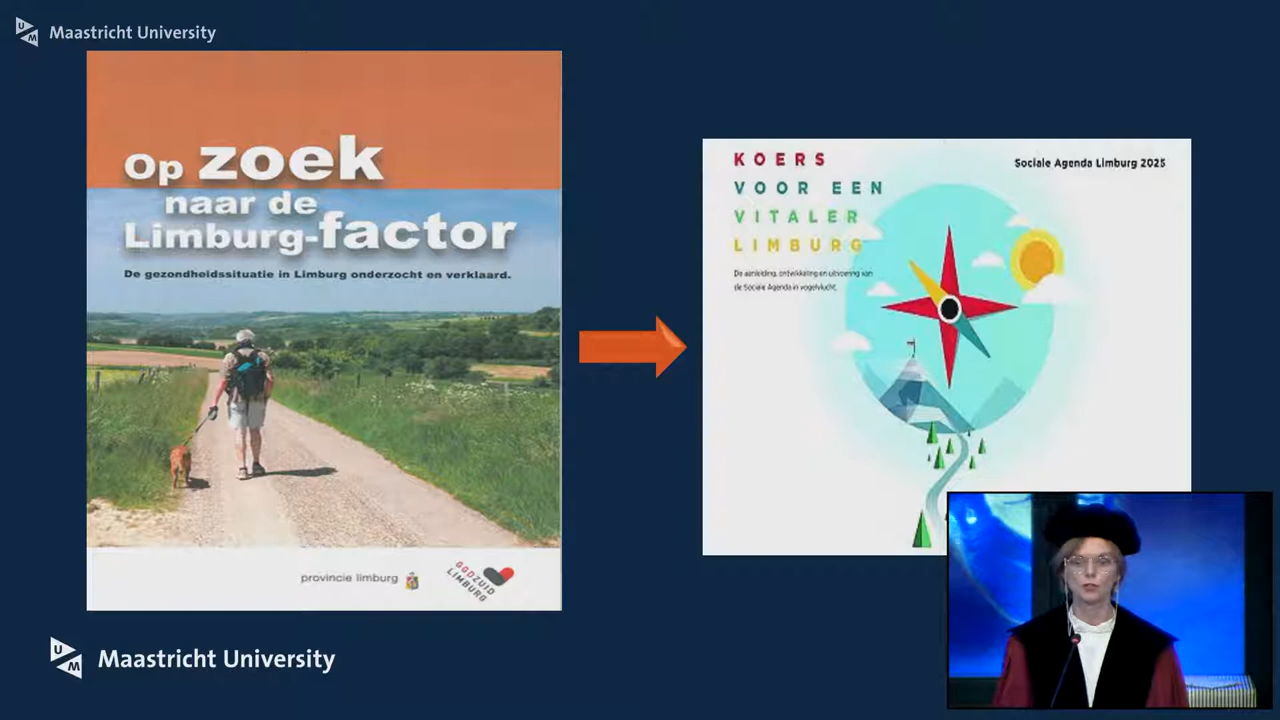 Maastricht University
Op zoek
naar de
Limburg-factor
De gezondheidssituatie in Limburg onderzocht en verklaard.
provincie limburg
GGDZUID
LIMBURG
KOERS
VOOR EEN
VITALER
LIMBURG
De aanleiding, ontwikkeling en uitvoering van
de Sociale Agenda in vogelvlucht.
Sociale Agenda Limburg 2025
UM
Maastricht University